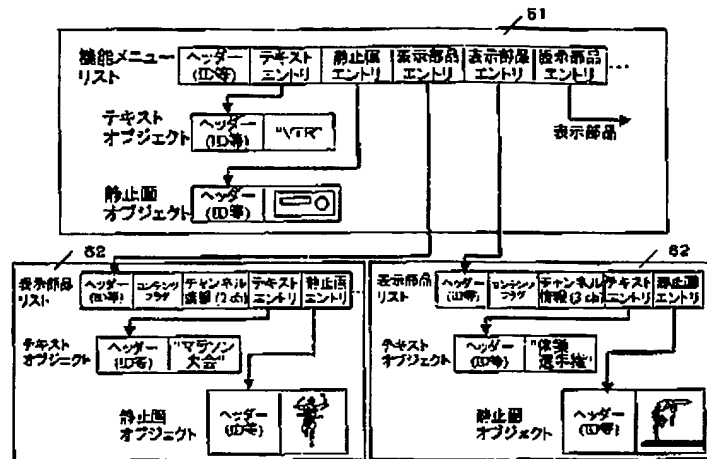 51
機能メニュー
リスト
ヘッダー
(ID等)
テキスト
エントリ
静止画
エントリ
表示部品
エントリ
表示部品
エントリ
表示部品
エントリ
テキスト
オブジェクト
ヘッダー
(ID等)
"VTR"
表示部品
静止画
オブジェクト
ヘッダー
(ID等)
52
表示部品
リスト
ヘッダー
(ID等)
コンテンツ
フラグ
チャンネル
情報(2ch)
テキスト
エントリ
静止画
エントリ
テキスト
オブジェクト
ヘッダー
(ID等)
"マラソン
大会"
静止画
オブジェクト
ヘッダー
(ID等)
52
表示部品
リスト
ヘッダー
(ID等)
コンテンツ
フラグ
チャンネル
情報(3ch)
テキスト
エントリ
静止画
エントリ
テキスト
オブジェクト
ヘッダー
(ID等)
"体操
選手権"
静止画
オブジェクト
ヘッダー
(ID等)